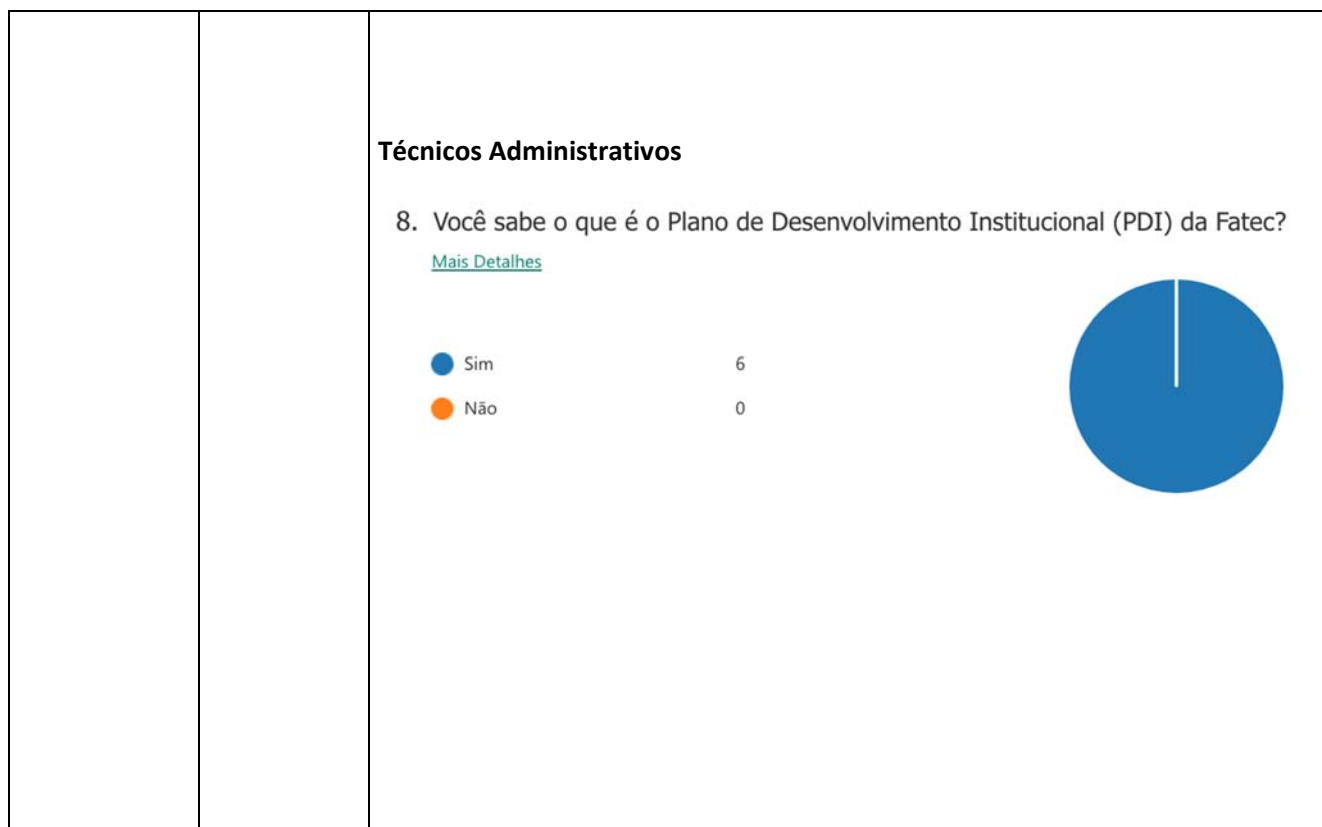 Técnicos Administrativos
8. Você sabe o que é o Plano de Desenvolvimento Institucional (PDI) da Fatec?
Mais Detalhes
Sim 6
Não 0